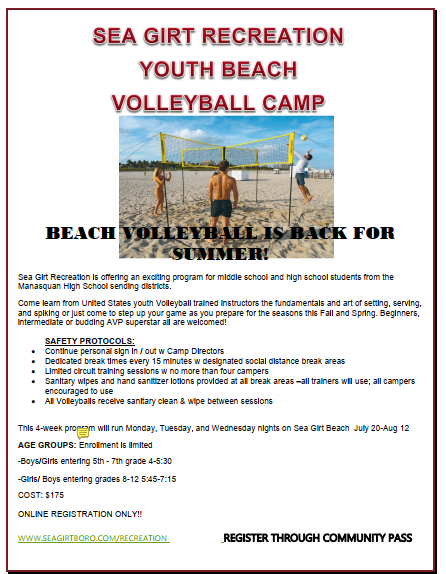 SEA GIRT RECREATION
YOUTH BEACH
VOLLEYBALL CAMP
BEACH VOLLEYBALL IS BACK FOR
SUMMER!
Sea Girt Recreation is offering an exciting program for middle school and high school students from the
Manasquan High School sending districts.
Come learn from United States youth Volleyball trained instructors the fundamentals and art of setting, serving,
and spiking or just come to step up your game as you prepare for the seasons this Fall and Spring. Beginners,
intermediate or budding AVP superstar all are welcomed!
SAFETY PROTOCOLS:
• Continue personal sign in / out w Camp Directors
• Dedicated break times every 15 minutes w designated social distance break areas
• Limited circuit training sessions w no more than four campers
• Sanitary wipes and hand sanitizer lotions provided at all break areas –all trainers will use; all campers
encouraged to use
• All Volleyballs receive sanitary clean & wipe between sessions
This 4-week program will run Monday, Tuesday, and Wednesday nights on Sea Girt Beach July 20-Aug 12
AGE GROUPS: Enrollment is limited
-Boys/Girls entering 5th - 7th grade 4-5:30
-Girls/ Boys entering grades 8-12 5:45-7:15
COST: $175
ONLINE REGISTRATION ONLY!!
WWW.SEAGIRTBORO.COM/RECREATION REGISTER THROUGH COMMUNITY PASS